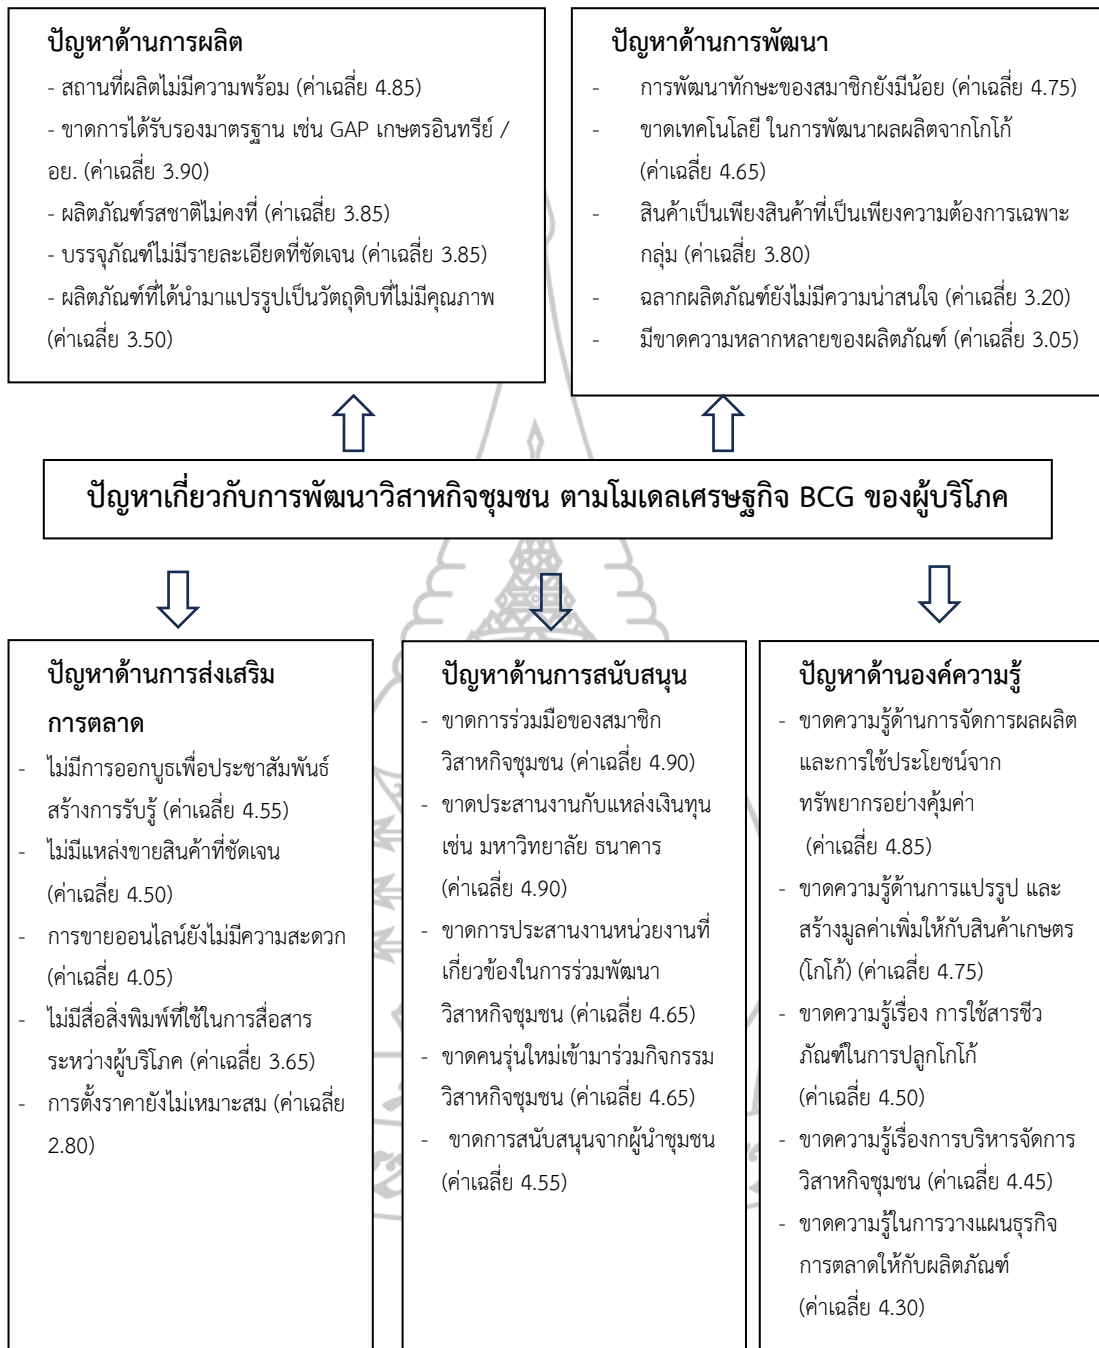 ปัญหาด้านการผลิต
- สถานที่ผลิตไม่มีความพร้อม (ค่าเฉลี่ย 4.85)
- ขาดการได้รับรองมาตรฐาน เช่น GAP เกษตรอินทรีย์ /
อย. (ค่าเฉลี่ย 3.90)
- ผลิตภัณฑ์รสชาติไม่คงที่ (ค่าเฉลี่ย 3.85)
- บรรจุภัณฑ์ไม่มีรายละเอียดที่ชัดเจน (ค่าเฉลี่ย 3.85)
- ผลิตภัณฑ์ที่ได้นำมาแปรรูปเป็นวัตถุดิบที่ไม่มีคุณภาพ
(ค่าเฉลี่ย 3.50)
ปัญหาด้านการพัฒนา
- การพัฒนาทักษะของสมาชิกยังมีน้อย (ค่าเฉลี่ย 4.75)
- ขาดเทคโนโลยี ในการพัฒนาผลผลิตจากโกโก้
(ค่าเฉลี่ย 4.65)
- สินค้าเป็นเพียงสินค้าที่เป็นเพียงความต้องการเฉพาะ
กลุ่ม (ค่าเฉลี่ย 3.80)
- ฉลากผลิตภัณฑ์ยังไม่มีความน่าสนใจ (ค่าเฉลี่ย 3.20)
- มีขาดความหลากหลายของผลิตภัณฑ์ (ค่าเฉลี่ย 3.05)
ปัญหาเกี่ยวกับการพัฒนาวิสาหกิจชุมชน ตามโมเดลเศรษฐกิจ BCG ของผู้บริโภค
ปัญหาด้านการส่งเสริม
การตลาด
- ไม่มีการออกบูธเพื่อประชาสัมพันธ์
สร้างการรับรู้ (ค่าเฉลี่ย 4.55)
- ไม่มีแหล่งขายสินค้าที่ชัดเจน
(ค่าเฉลี่ย 4.50)
- การขายออนไลน์ยังไม่มีความสะดวก
(ค่าเฉลี่ย 4.05)
- ไม่มีสื่อสิ่งพิมพ์ที่ใช้ในการสื่อสาร
ระหว่างผู้บริโภค (ค่าเฉลี่ย 3.65)
- การตั้งราคายังไม่เหมาะสม (ค่าเฉลี่ย
2.80)
ปัญหาด้านการสนับสนุน
- ขาดการร่วมมือของสมาชิก
วิสาหกิจชุมชน (ค่าเฉลี่ย 4.90)
- ขาดประสานงานกับแหล่งเงินทุน
เช่น มหาวิทยาลัย ธนาคาร
(ค่าเฉลี่ย 4.90)
- ขาดการประสานงานหน่วยงานที่
เกี่ยวข้องในการร่วมพัฒนา
วิสาหกิจชุมชน (ค่าเฉลี่ย 4.65)
- ขาดคนรุ่นใหม่เข้ามาร่วมกิจกรรม
วิสาหกิจชุมชน (ค่าเฉลี่ย 4.65)
- ขาดการสนับสนุนจากผู้นำชุมชน
(ค่าเฉลี่ย 4.55)
ปัญหาด้านองค์ความรู้
- ขาดความรู้ด้านการจัดการผลผลิต
และการใช้ประโยชน์จาก
ทรัพยากรอย่างคุ้มค่า
(ค่าเฉลี่ย 4.85)
- ขาดความรู้ด้านการแปรรูป และ
สร้างมูลค่าเพิ่มให้กับสินค้าเกษตร
(โกโก้) (ค่าเฉลี่ย 4.75)
- ขาดความรู้เรื่อง การใช้สารชีว
ภัณฑ์ในการปลูกโกโก้
(ค่าเฉลี่ย 4.50)
- ขาดความรู้เรื่องการบริหารจัดการ
วิสาหกิจชุมชน (ค่าเฉลี่ย 4.45)
- ขาดความรู้ในการวางแผนธุรกิจ
การตลาดให้กับผลิตภัณฑ์
(ค่าเฉลี่ย 4.30)